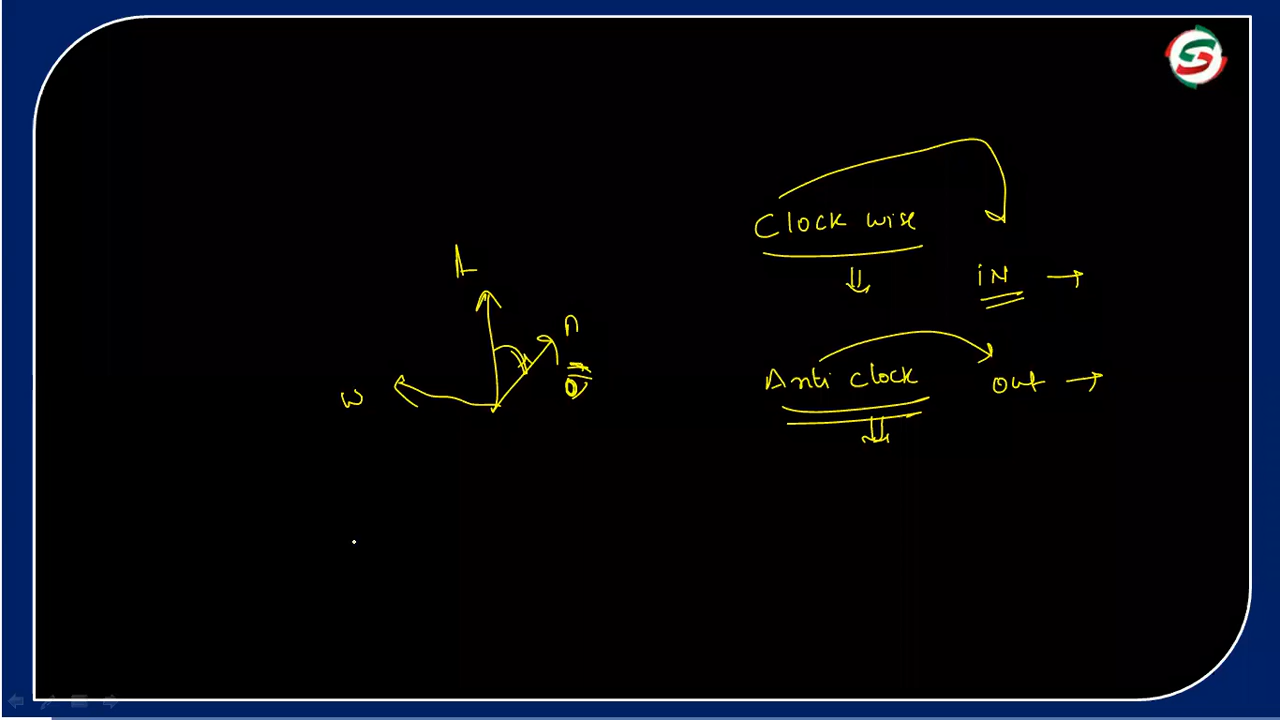 Clock wise
L
iN →
n
Anti clock
out →
w